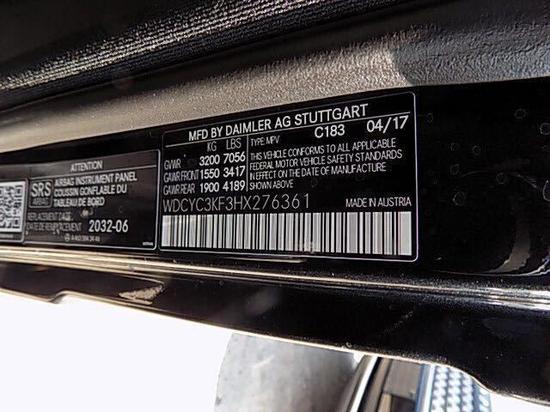 MFD BY DAIMLER AG STUTTGART
C183 04/17
KG LBS TYPE: MPV
GVWR 3200 7056
GAWR FRONT 1550 3417
GAWR REAR 1900 4189
THIS VEHICLE CONFORMS TO ALL APPLICABLE
FEDERAL MOTOR VEHICLE SAFETY STANDARDS
IN EFFECT ON THE DATE OF MANUFACTURE
SHOWN ABOVE.
WDCYC3KF3HX276361 MADE IN AUSTRIA
ATTENTION
SRS
AIRBAG
AIRBAG INSTRUMENT PANEL
COUSSIN GONFLABLE DU
TABLEAU DE BORD
REPLACEMENT DATE
2032-06